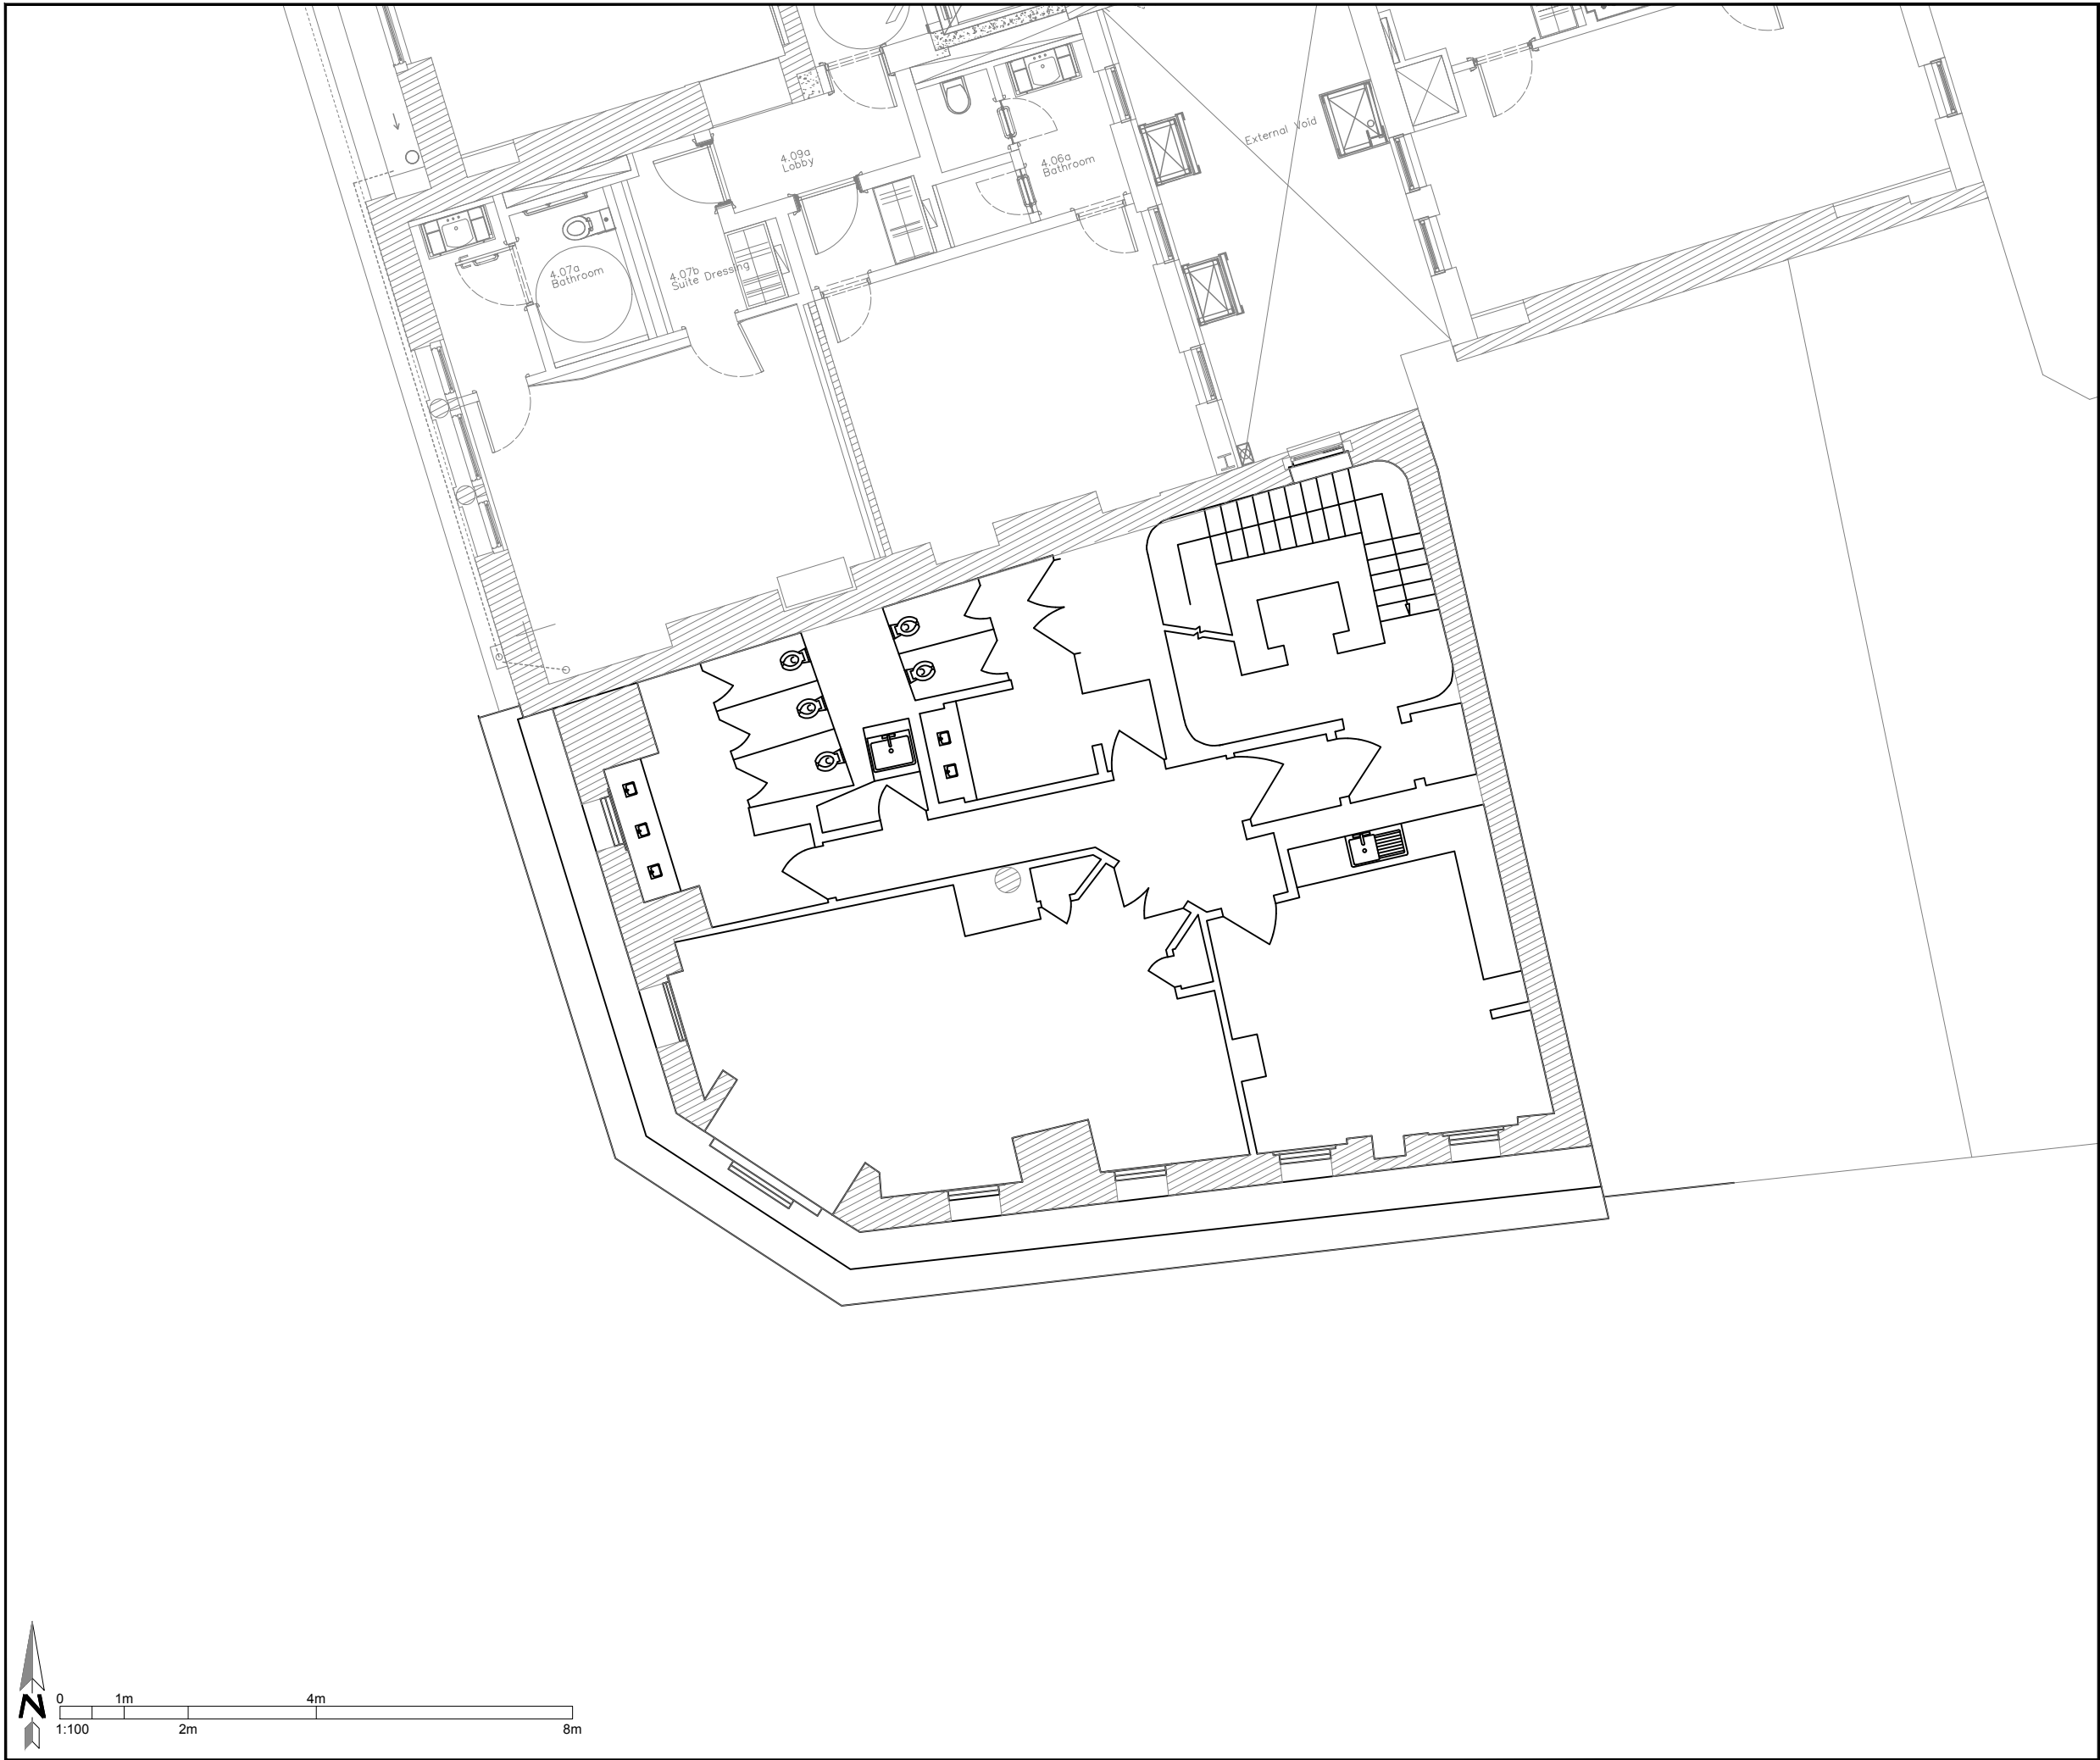 4.09a
Lobby
External Void
4.06a
Bathroom
4.07a
Bathroom
4.07b
Suite Dressing
N
0 1m 4m
1:100 2m 8m